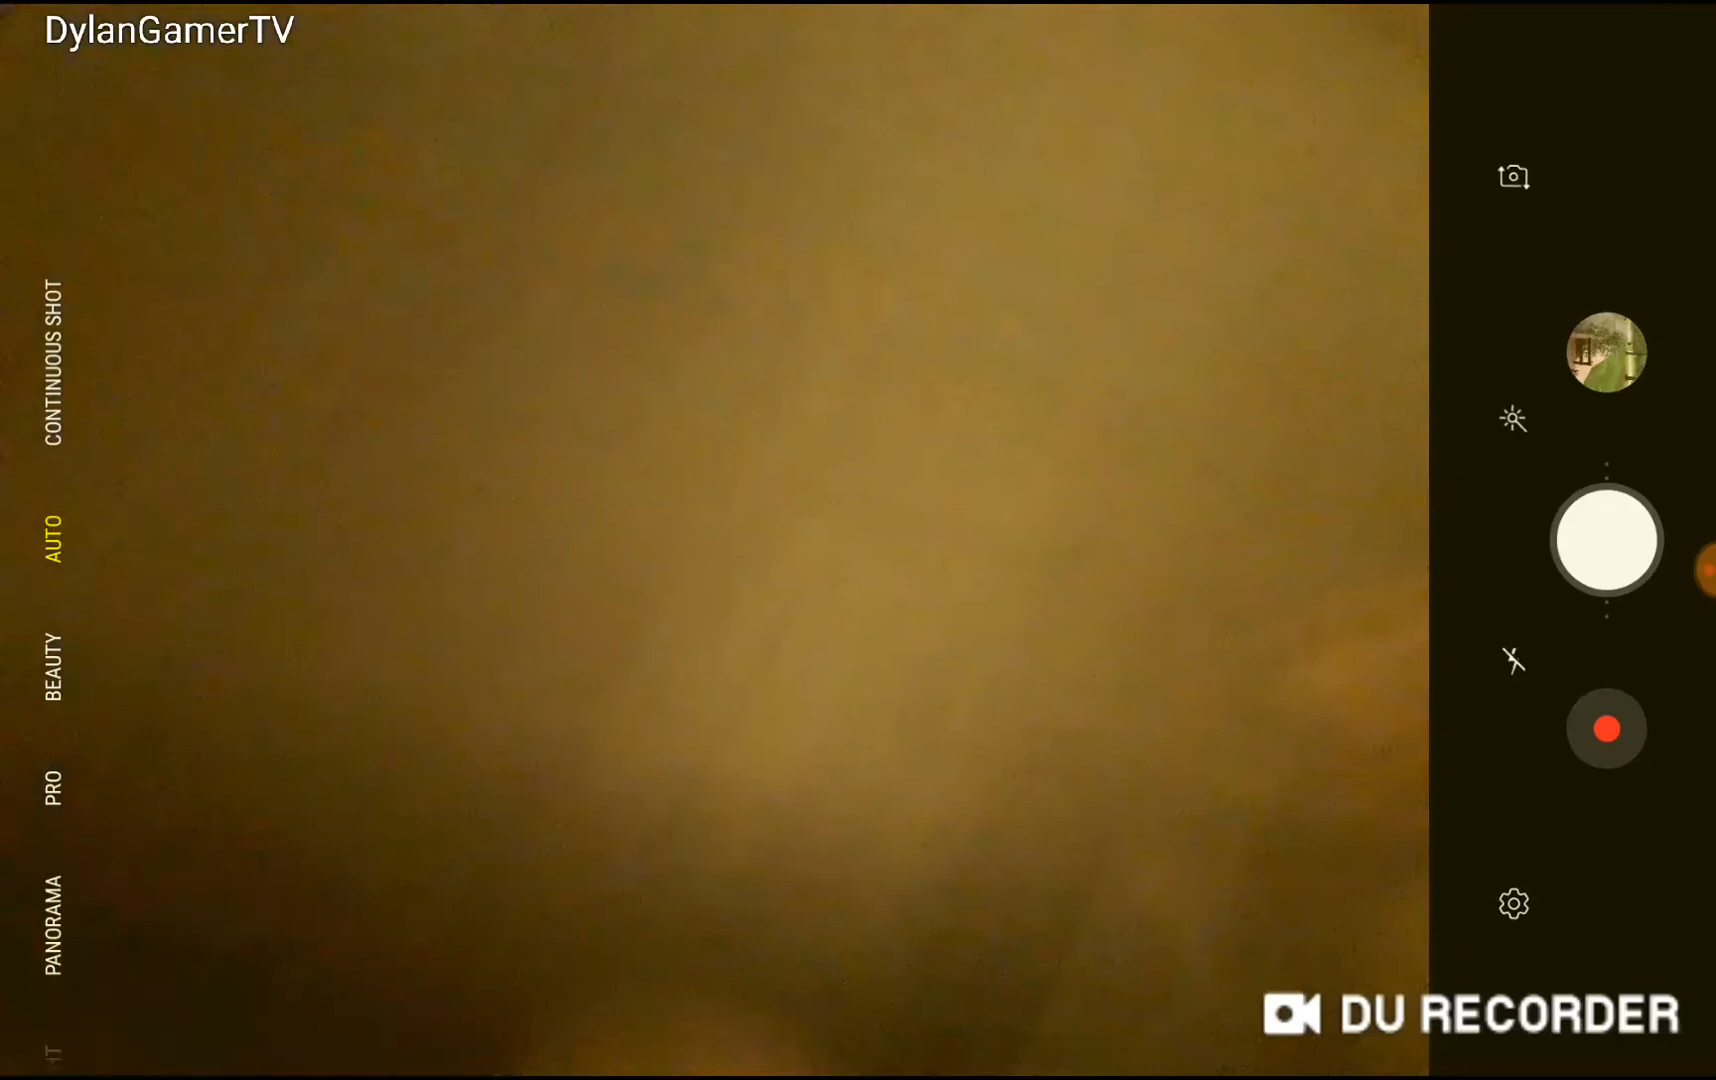 DylanGamerTV
CONTINUOUS SHOT
AUTO
BEAUTY
PRO
PANORAMA
DU RECORDER